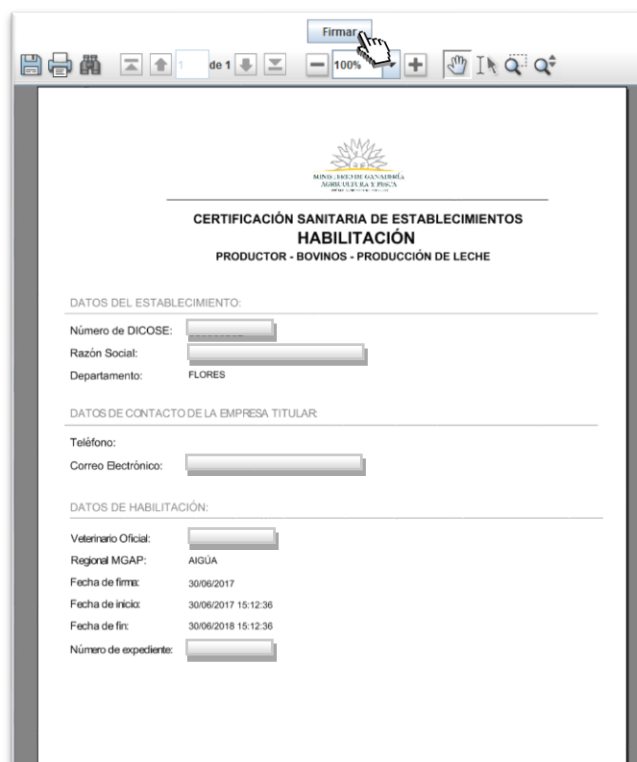 Firmar
1 de 1 100%
MINISTERIO DE GANADERÍA
AGRICULTURA Y PESCA
CERTIFICACIÓN SANITARIA DE ESTABLECIMIENTOS
HABILITACIÓN
PRODUCTOR - BOVINOS - PRODUCCIÓN DE LECHE
DATOS DEL ESTABLECIMIENTO:
Número de DICOSE:
Razón Social:
Departamento: FLORES
DATOS DE CONTACTO DE LA EMPRESA TITULAR:
Teléfono:
Correo Electrónico:
DATOS DE HABILITACIÓN:
Veterinario Oficial:
Regional MGAP: AIGÚA
Fecha de firma: 30/06/2017
Fecha de inicio: 30/06/2017 15:12:36
Fecha de fin: 30/06/2018 15:12:36
Número de expediente: